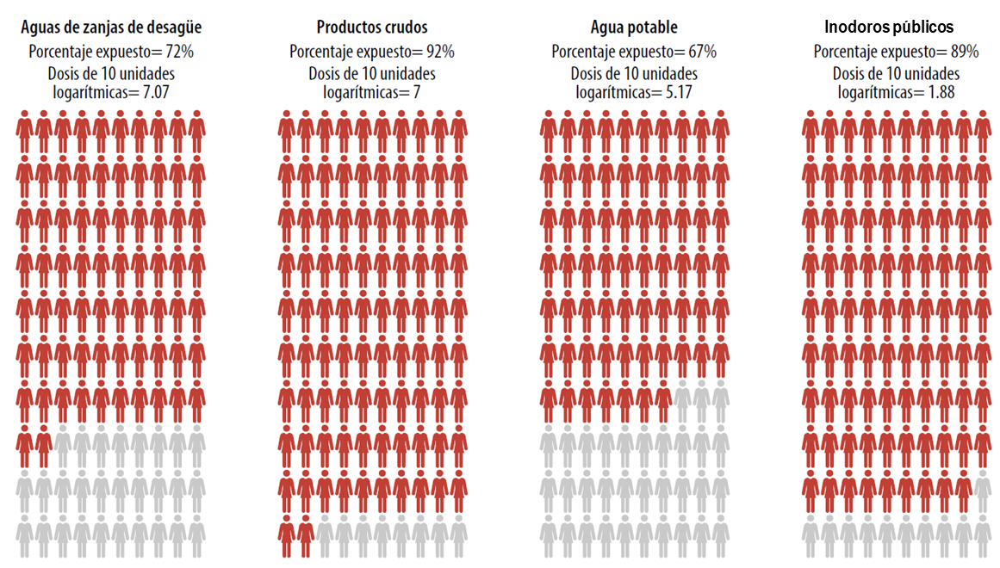 Aguas de zanjas de desagüe
Porcentaje expuesto= 72%
Dosis de 10 unidades
logarítmicas= 7.07
Productos crudos
Porcentaje expuesto= 92%
Dosis de 10 unidades
logarítmicas= 7
Agua potable
Porcentaje expuesto= 67%
Dosis de 10 unidades
logarítmicas= 5.17
Inodoros públicos
Porcentaje expuesto= 89%
Dosis de 10 unidades
logarítmicas= 1.88